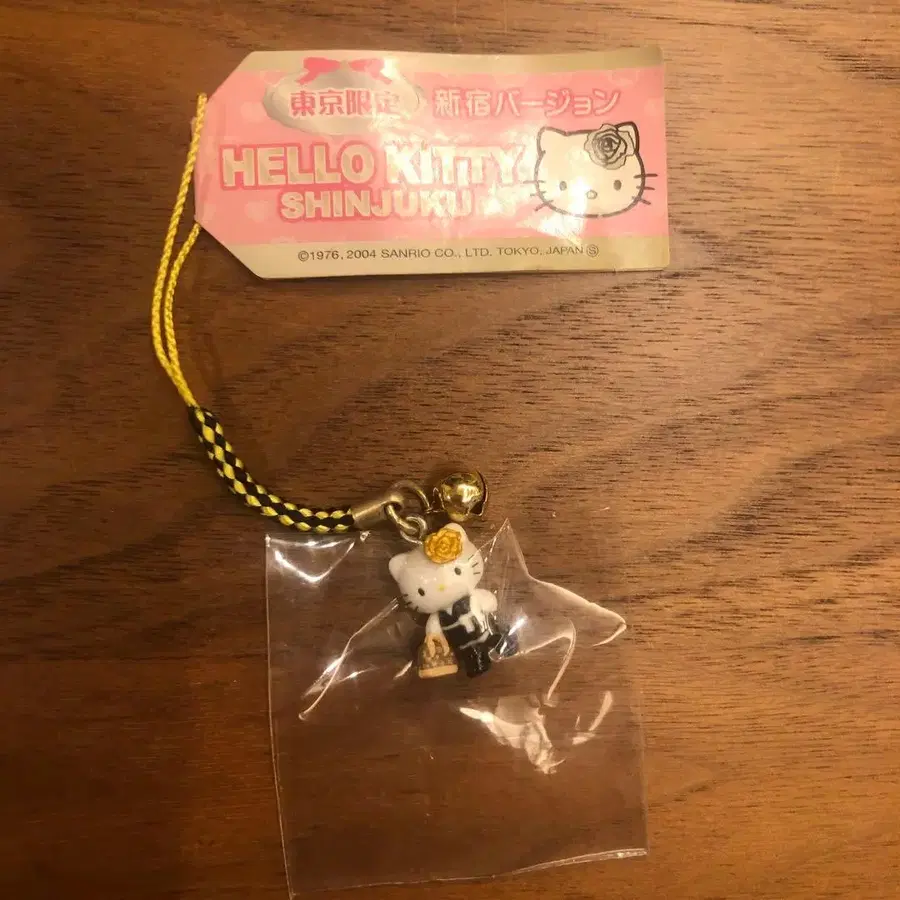 東京限定 新宿バージョン
HELLO KITTY
SHINJUKU
©1976, 2004 SANRIO CO., LTD. TOKYO, JAPAN Ⓢ